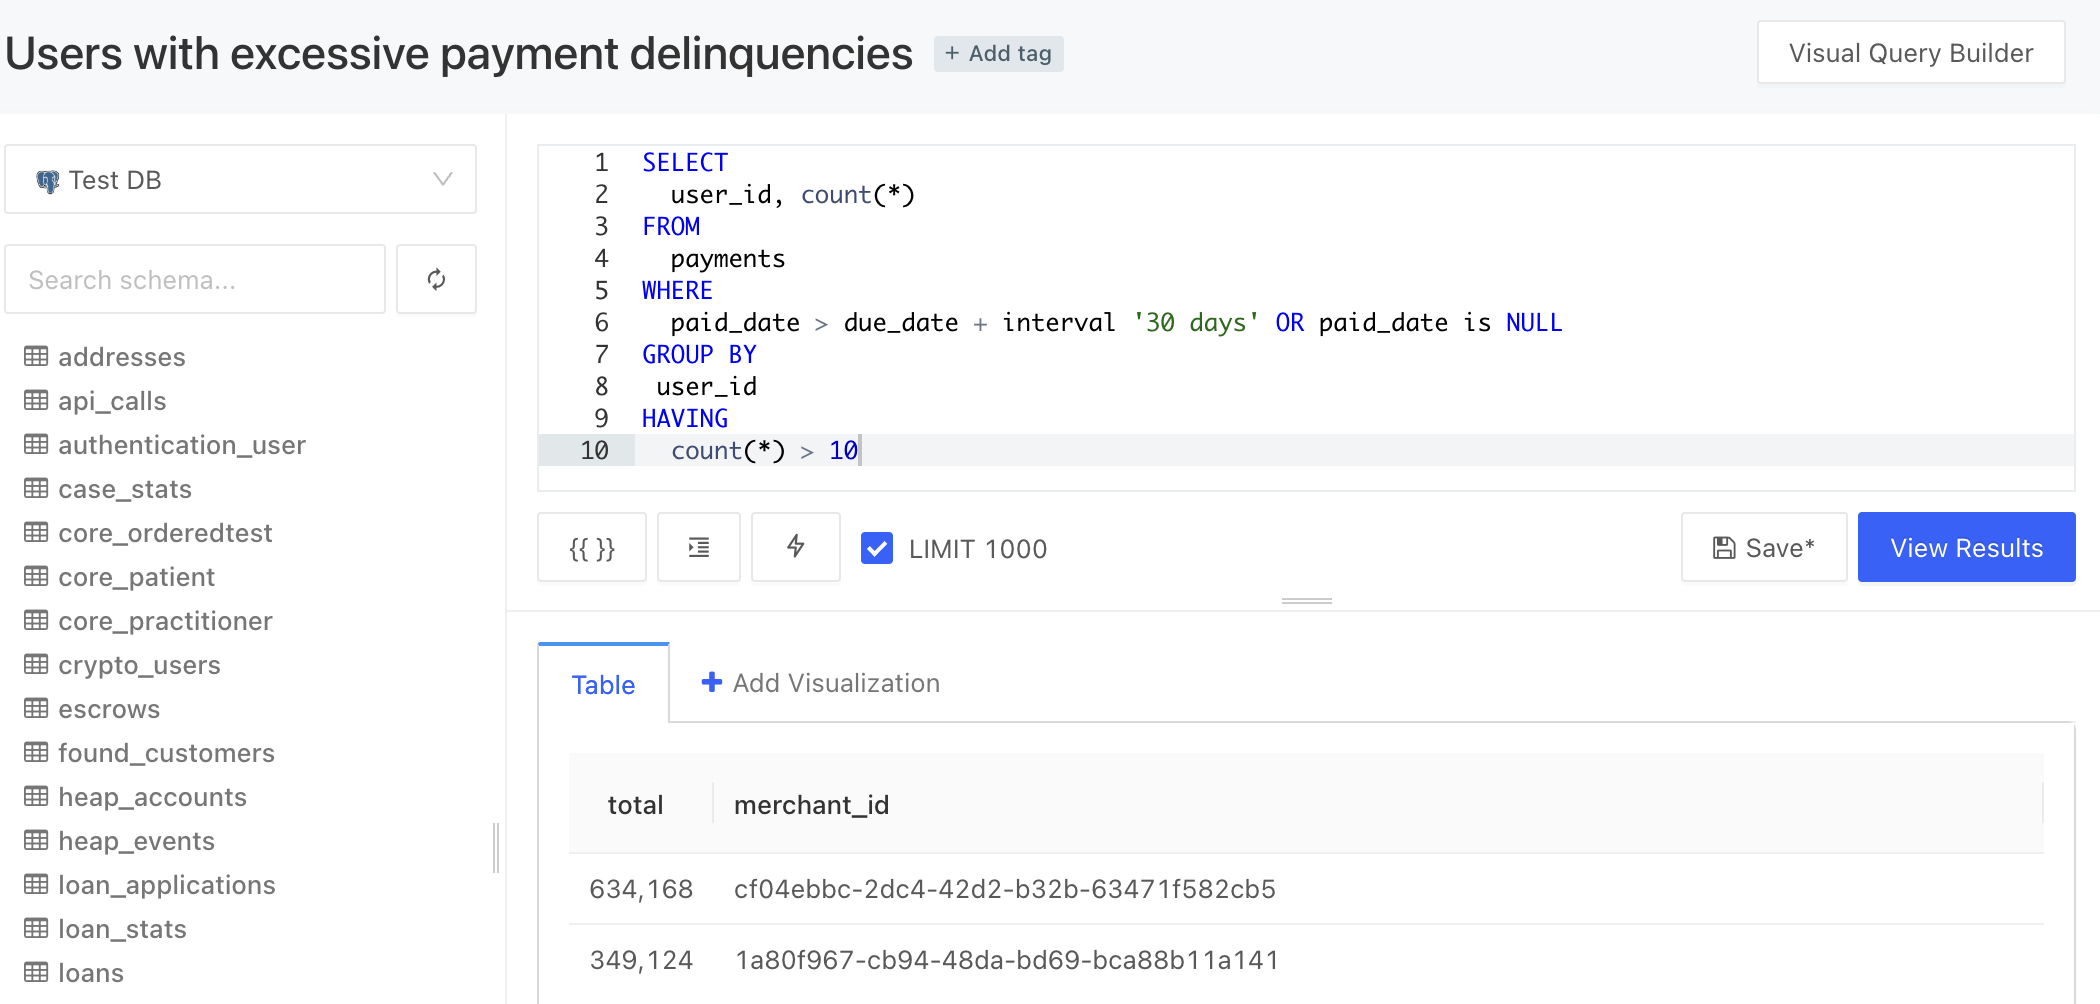 Users with excessive payment delinquencies
+ Add tag
Visual Query Builder
Test DB
Search schema...
addresses
api_calls
authentication_user
case_stats
core_orderedtest
core_patient
core_practitioner
crypto_users
escrows
found_customers
heap_accounts
heap_events
loan_applications
loan_stats
loans
1 SELECT
2 user_id, count(*)
3 FROM
4 payments
5 WHERE
6 paid_date > due_date + interval '30 days' OR paid_date is NULL
7 GROUP BY
8 user_id
9 HAVING
10 count(*) > 10
{{ }}
LIMIT 1000
Save*
View Results
Table
+ Add Visualization
total merchant_id
634,168 cf04ebbc-2dc4-42d2-b32b-63471f582cb5
349,124 1a80f967-cb94-48da-bd69-bca88b11a141